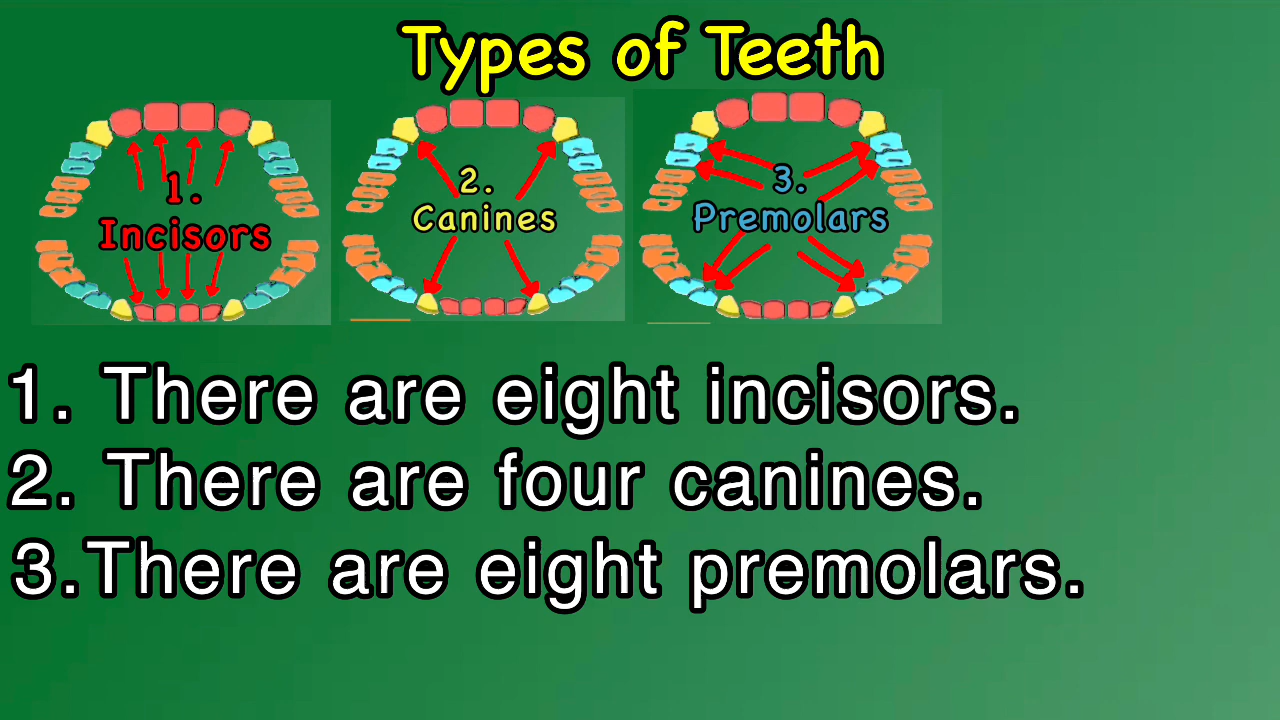 Types of Teeth
1.
Incisors
2.
Canines
3.
Premolars
1. There are eight incisors.
2. There are four canines.
3.There are eight premolars.